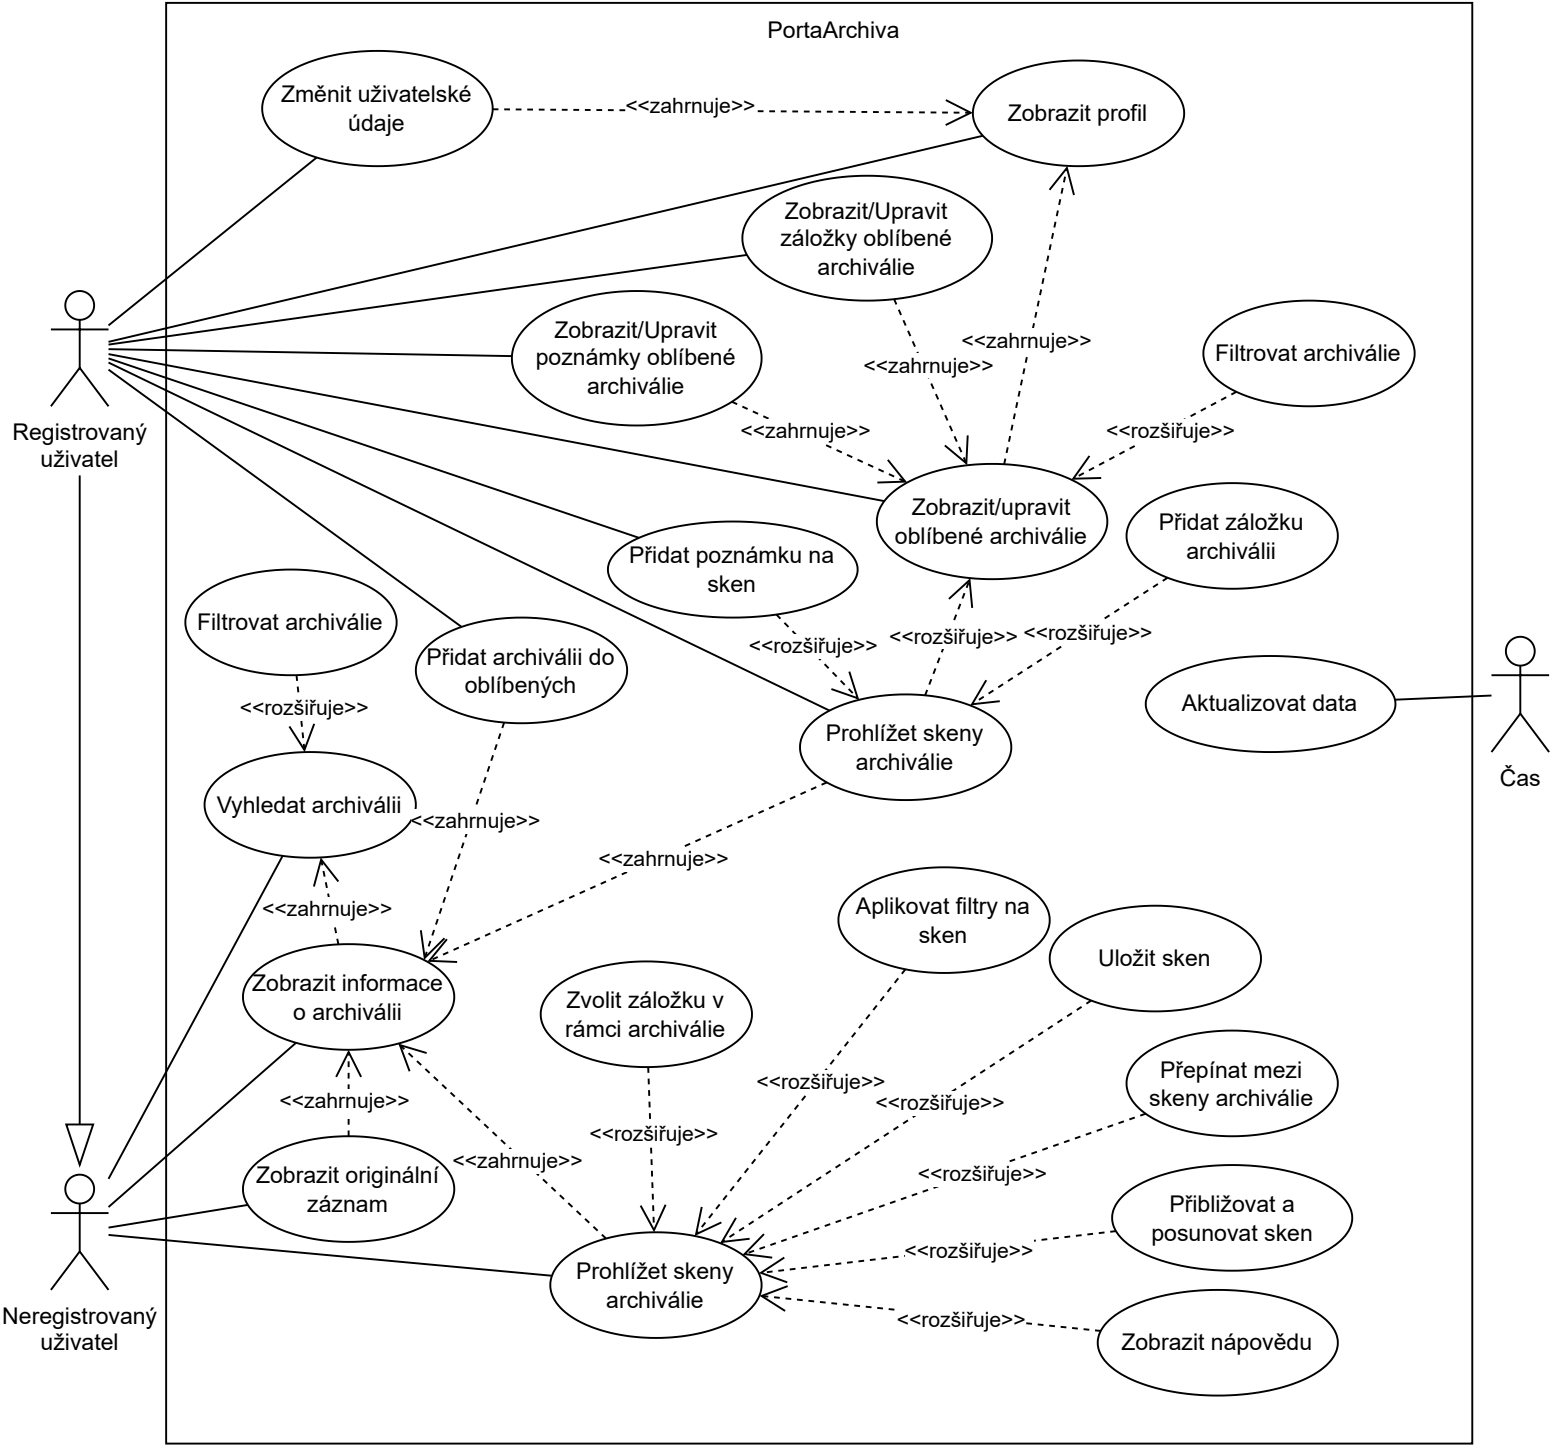 PortaArchiva
Změnit uživatelské
údaje
<<zahrnuje>>
Zobrazit profil
Zobrazit/Upravit
záložky oblíbené
archiválie
Zobrazit/Upravit
poznámky oblíbené
archiválie
<<zahrnuje>>
<<zahrnuje>>
Filtrovat archiválie
Registrovaný
uživatel
<<zahrnuje>>
<<rozšiřuje>>
Zobrazit/upravit
oblíbené archiválie
Přidat záložku
archiválii
Přidat poznámku na
sken
Filtrovat archiválie
Přidat archiválii do
oblíbených
<<rozšiřuje>>
<<rozšiřuje>>
<<rozšiřuje>>
<<rozšiřuje>>
Aktualizovat data
Čas
Prohlížet skeny
archiválie
Vyhledat archiválii
<<zahrnuje>>
<<zahrnuje>>
<<zahrnuje>>
Aplikovat filtry na
sken
Uložit sken
Zobrazit informace
o archiválii
Zvolit záložku v
rámci archiválie
Přepínat mezi
skeny archiválie
<<rozšiřuje>>
<<zahrnuje>>
<<rozšiřuje>>
<<rozšiřuje>>
<<zahrnuje>>
<<rozšiřuje>>
Zobrazit originální
záznam
Přibližovat a
posunovat sken
<<rozšiřuje>>
Prohlížet skeny
archiválie
Neregistrovaný
uživatel
<<rozšiřuje>>
Zobrazit nápovědu